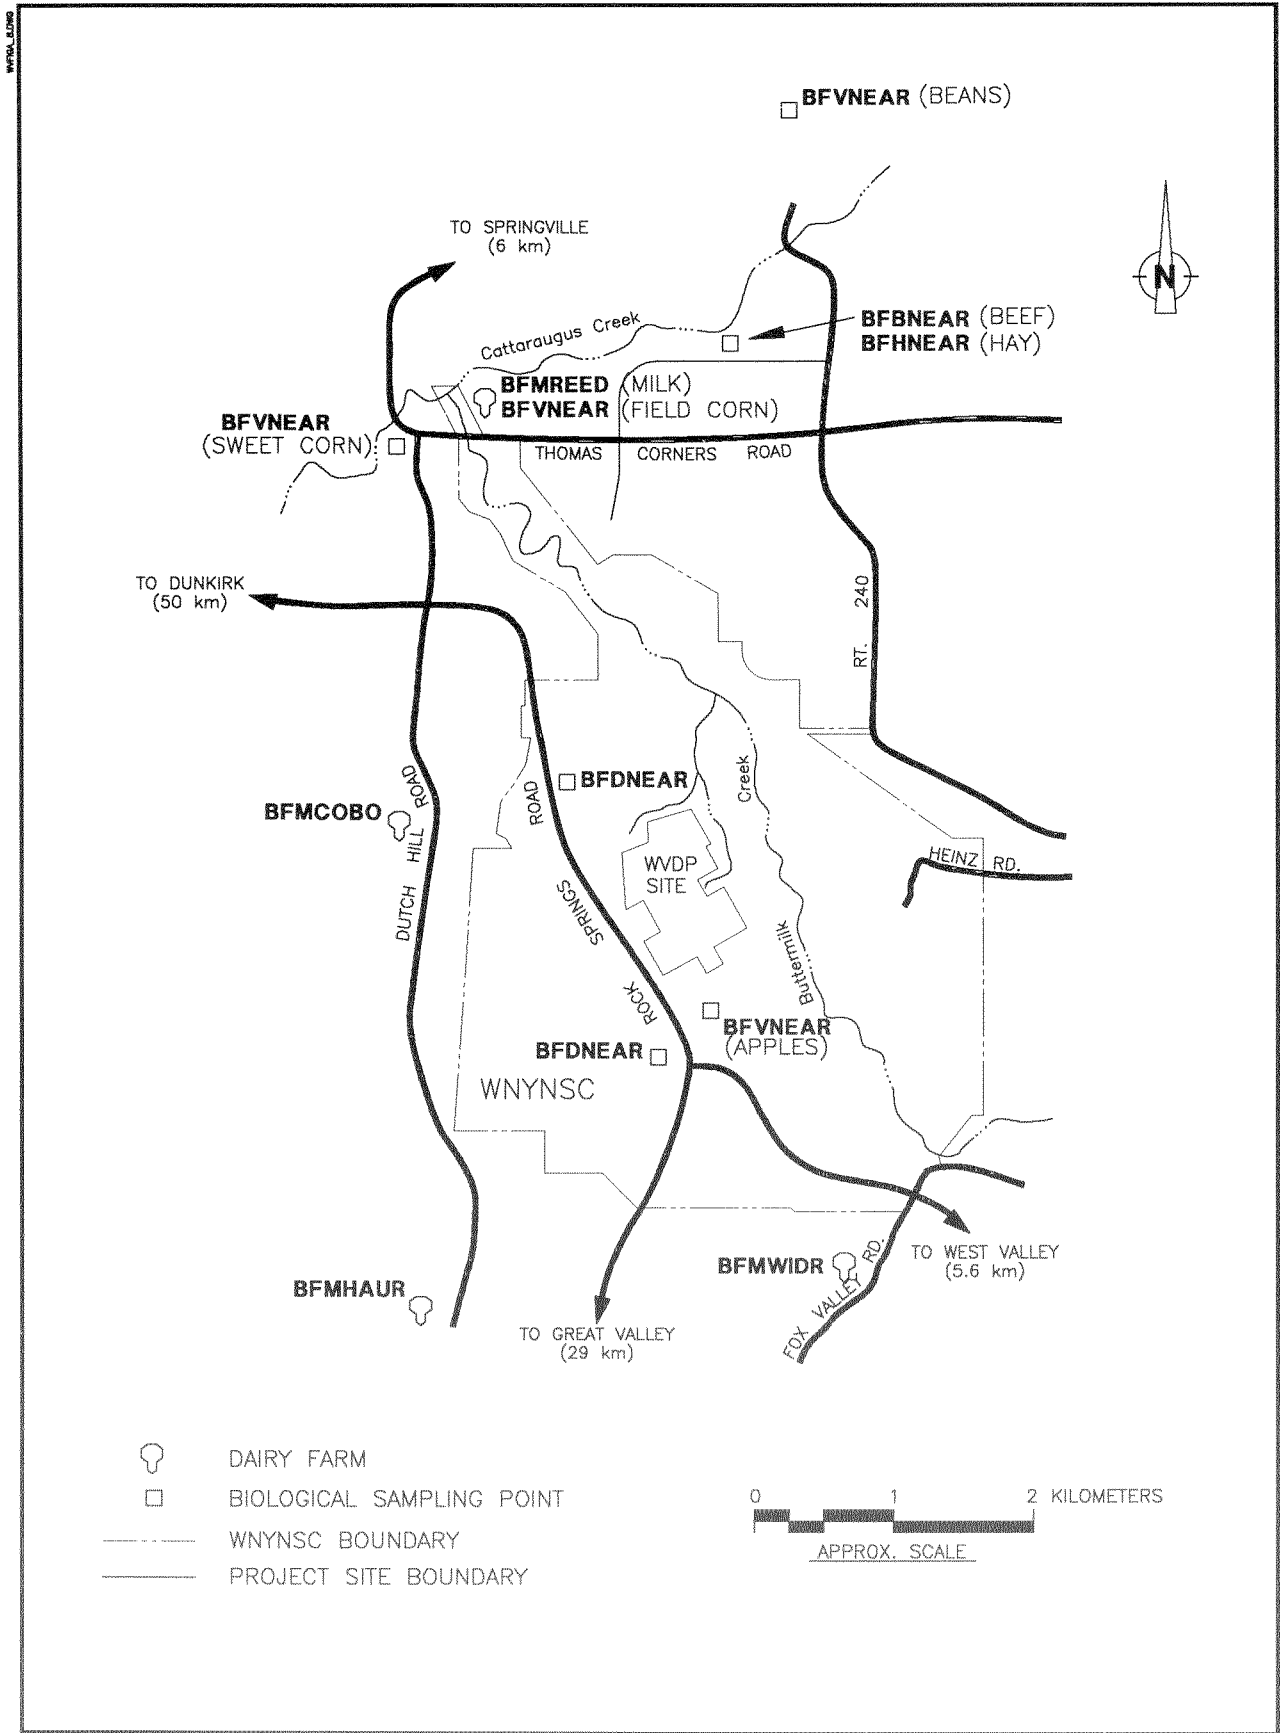 BFVNEAR (BEANS)
TO SPRINGVILLE
(6 km)
N
BFBNEAR (BEEF)
BFHNEAR (HAY)
Cattaraugus Creek
BFMREED (MILK)
BFVNEAR (FIELD CORN)
BFVNEAR
(SWEET CORN)
THOMAS CORNERS ROAD
TO DUNKIRK
(50 km)
RT. 240
BFDNEAR
BFMCOBO
DUTCH HILL ROAD
ROCK SPRINGS ROAD
WVDP
SITE
Buttermilk Creek
HEINZ RD.
BFVNEAR
(APPLES)
BFDNEAR
WNYNSC
BFMWIDR
TO WEST VALLEY
(5.6 km)
FOX VALLEY RD.
BFMHAUR
TO GREAT VALLEY
(29 km)
DAIRY FARM
BIOLOGICAL SAMPLING POINT
WNYNSC BOUNDARY
PROJECT SITE BOUNDARY
0 1 2 KILOMETERS
APPROX. SCALE